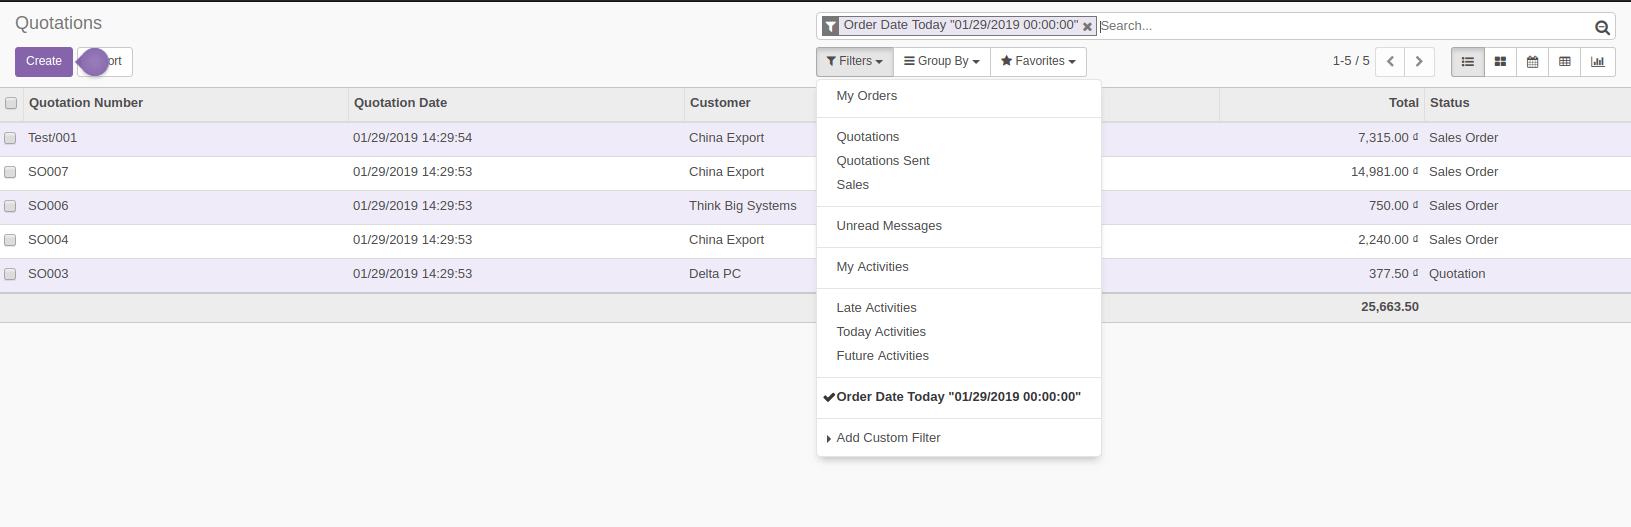 Quotations
Order Date Today "01/29/2019 00:00:00" Search...
Create ort
Filters Group By Favorites 1-5 / 5
Quotation Number Quotation Date Customer Total Status
Test/001 01/29/2019 14:29:54 China Export 7,315.00 ₫ Sales Order
SO007 01/29/2019 14:29:53 China Export 14,981.00 ₫ Sales Order
SO006 01/29/2019 14:29:53 Think Big Systems 750.00 ₫ Sales Order
SO004 01/29/2019 14:29:53 China Export 2,240.00 ₫ Sales Order
SO003 01/29/2019 14:29:53 Delta PC 377.50 ₫ Quotation
25,663.50
My Orders
Quotations
Quotations Sent
Sales
Unread Messages
My Activities
Late Activities
Today Activities
Future Activities
Order Date Today "01/29/2019 00:00:00"
Add Custom Filter